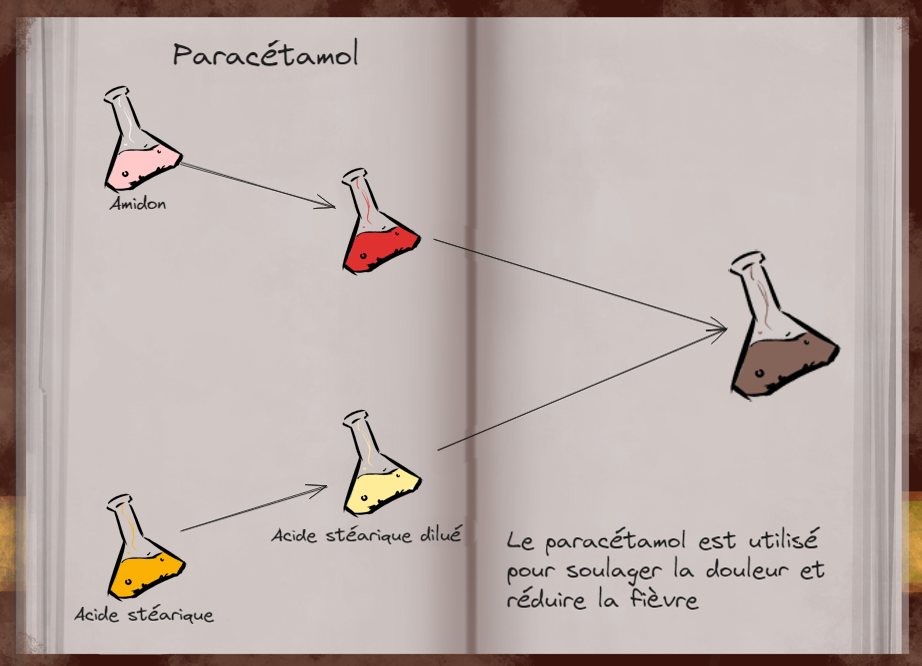 Paracétamol
Amidon
Acide stéarique dilué
Acide stéarique
Le paracétamol est utilisé
pour soulager la douleur et
réduire la fièvre